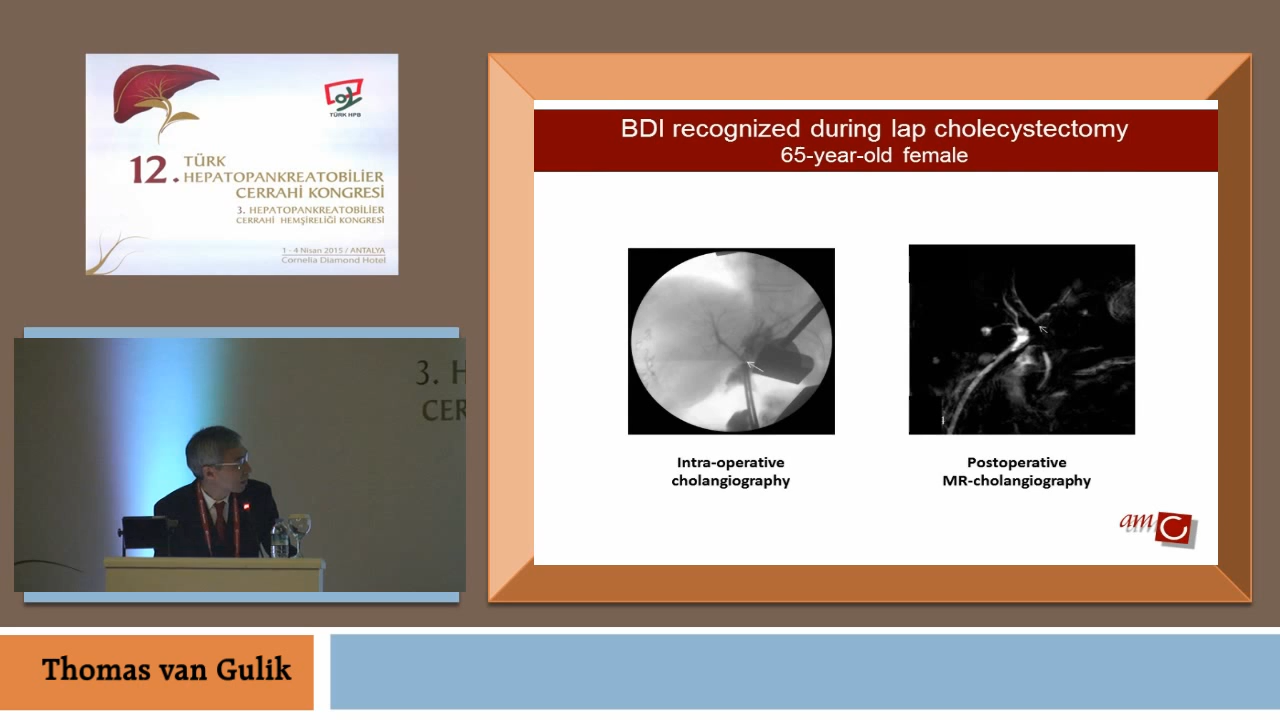 TÜRK HPB
12. TÜRK
HEPATOPANKREATOBİLİER
CERRAHİ KONGRESİ
3. HEPATOPANKREATOBİLİER
CERRAHİ HEMŞİRELİĞİ KONGRESİ
1 - 4 Nisan 2015 / ANTALYA
Cornelia Diamond Hotel
3. H
CER
BDI recognized during lap cholecystectomy
65-year-old female
Intra-operative
cholangiography
Postoperative
MR-cholangiography
amc
Thomas van Gulik